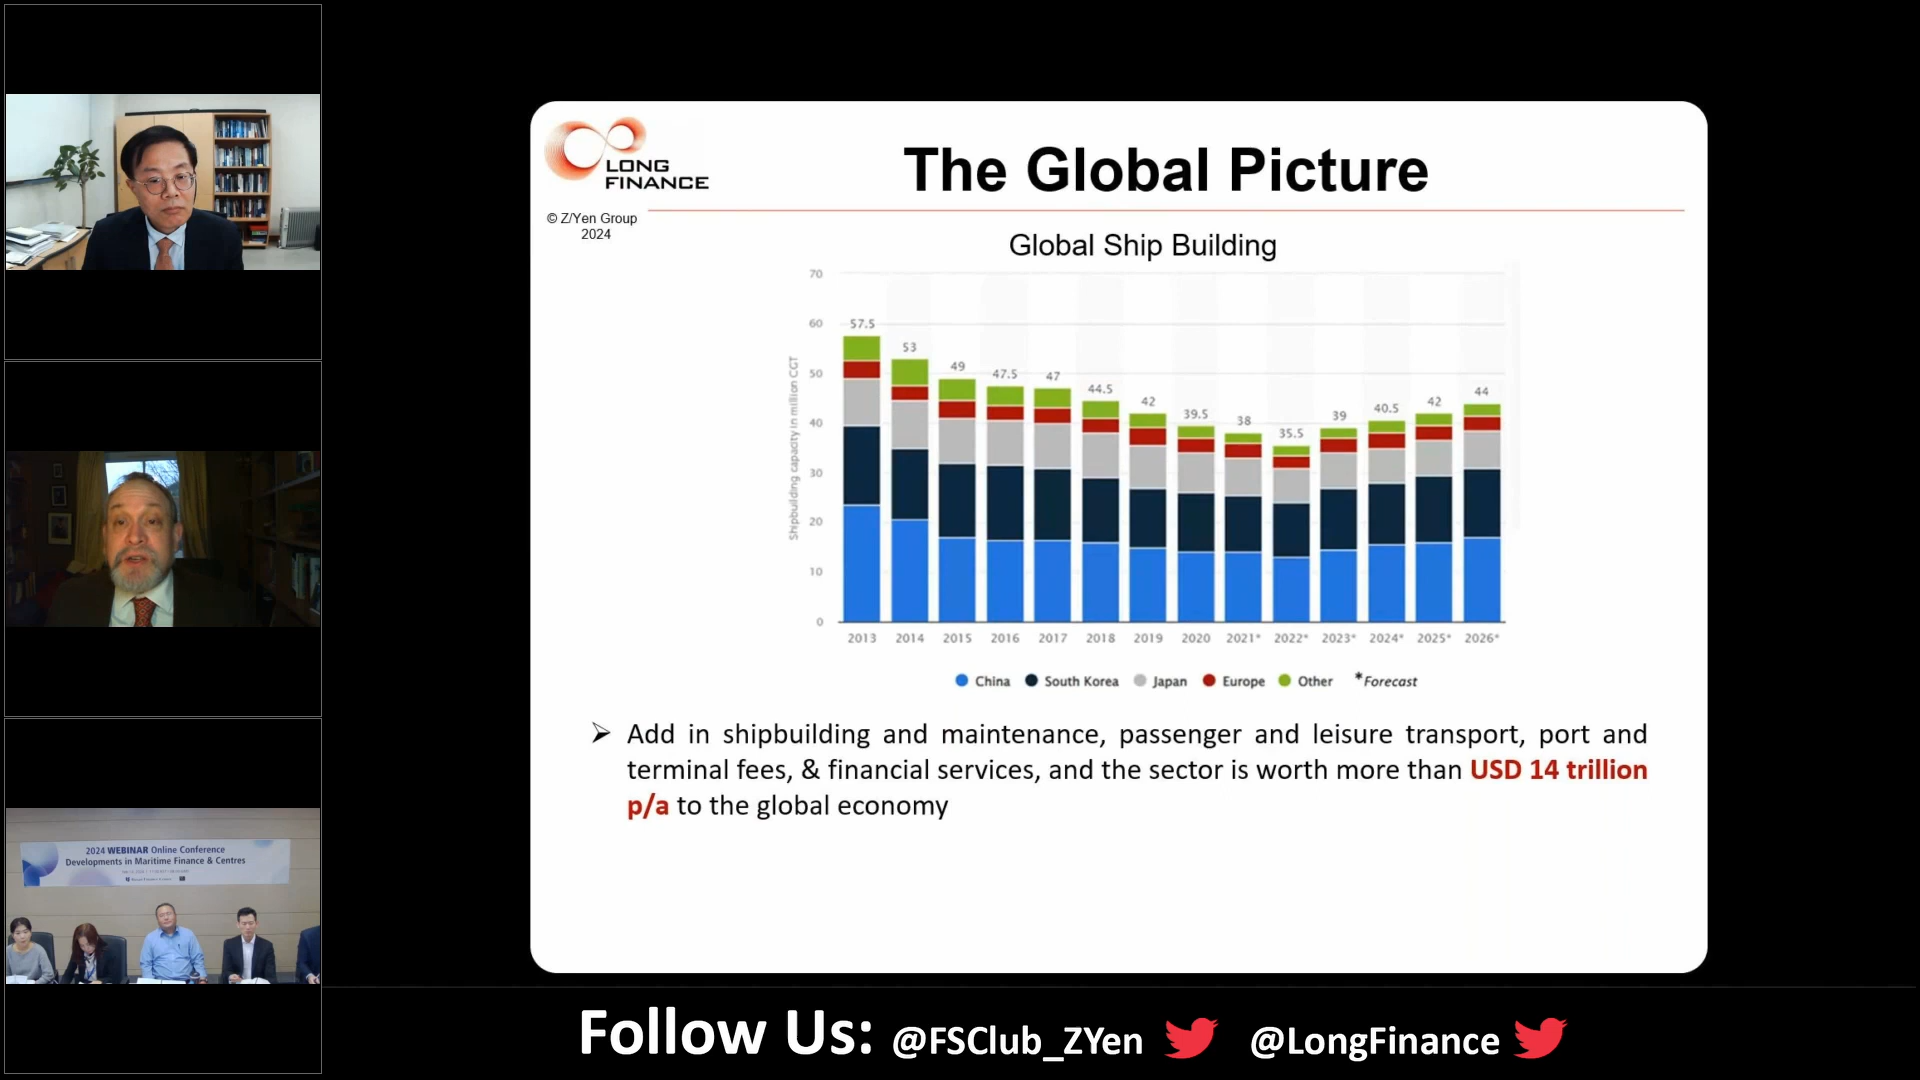 LONG
FINANCE
© Z/Yen Group
2024
The Global Picture
Global Ship Building
Shipbuilding capacity in million CGT
70
60
50
40
30
20
10
0
57.5
53
49
47.5
47
44.5
42
39.5
38
35.5
39
40.5
42
44
2013 2014 2015 2016 2017 2018 2019 2020 2021* 2022* 2023* 2024* 2025* 2026*
China South Korea Japan Europe Other *Forecast
➢ Add in shipbuilding and maintenance, passenger and leisure transport, port and
terminal fees, & financial services, and the sector is worth more than USD 14 trillion
p/a to the global economy
2024 WEBINAR Online Conference
Developments in Maritime Finance & Centres
Follow Us: @FSClub_ZYen @LongFinance